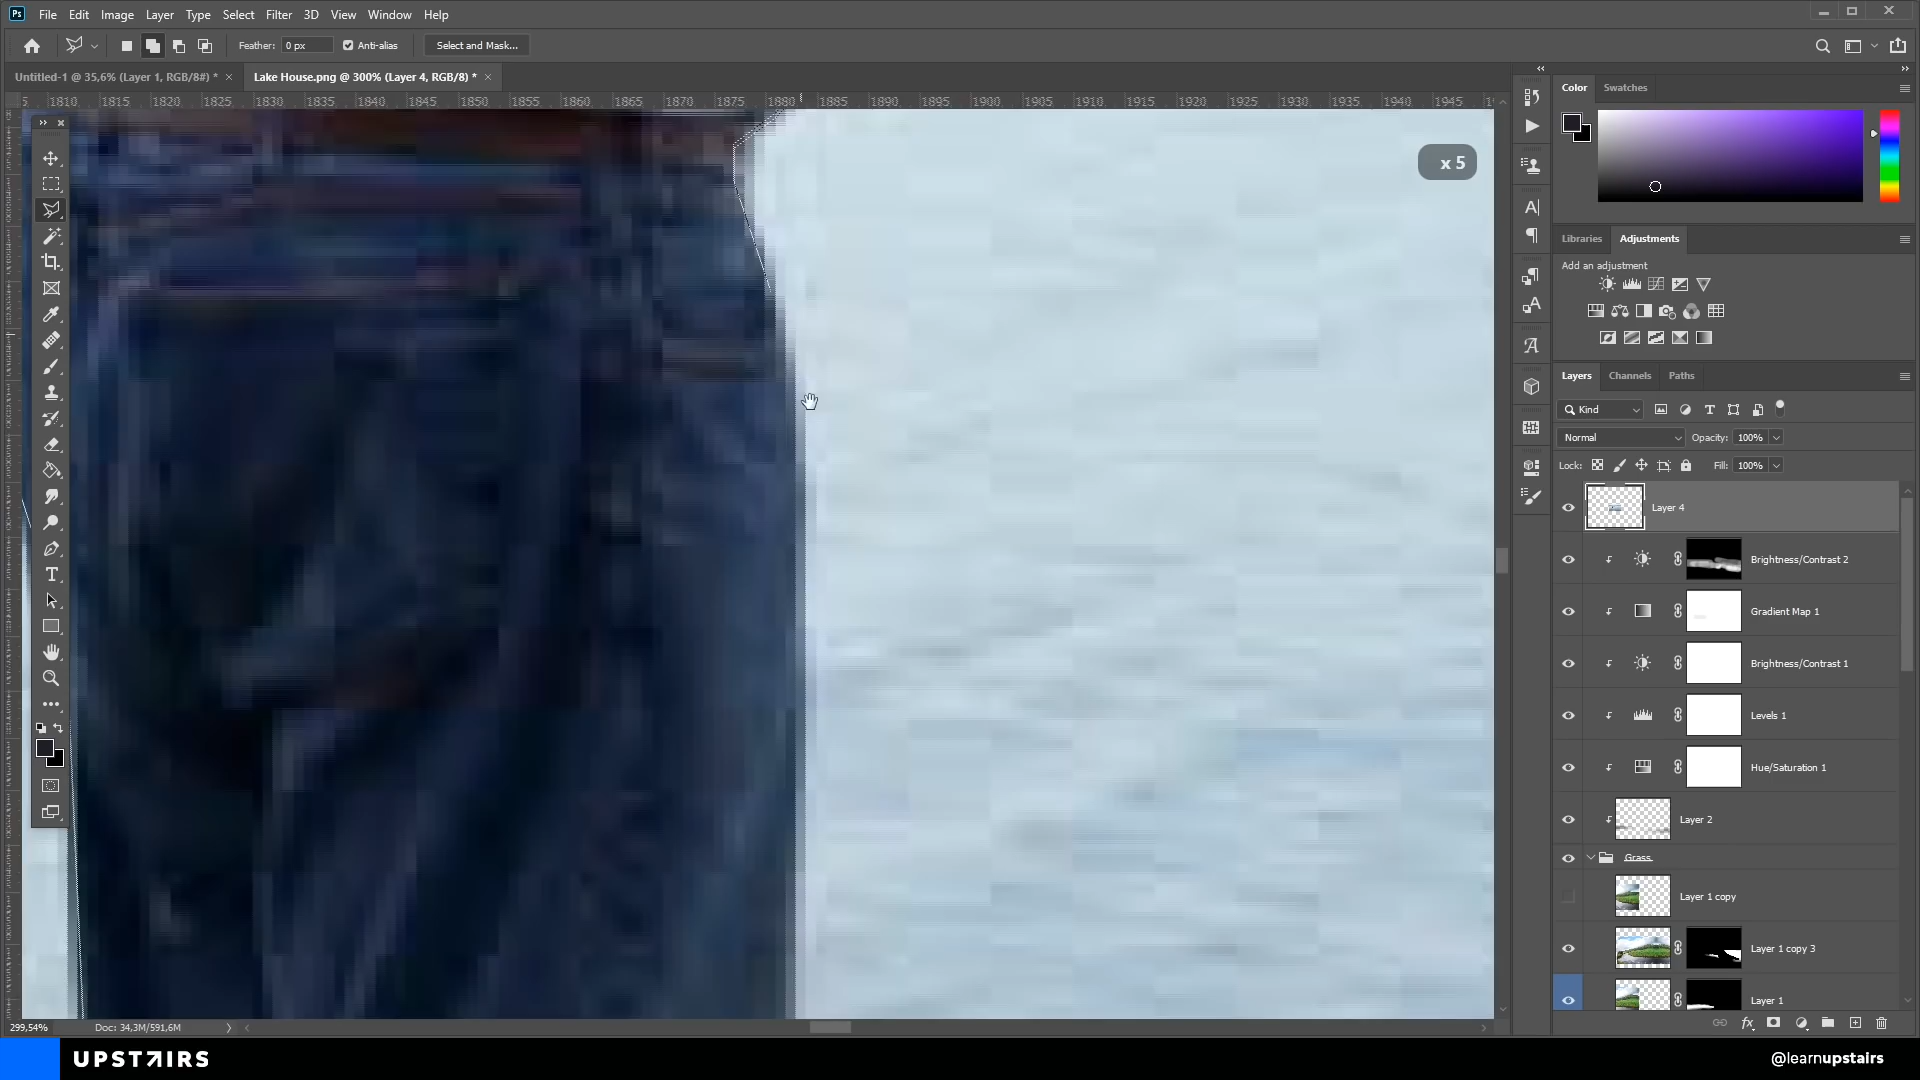 File Edit Image Layer Type Select Filter 3D View Window Help
Feather: 0 px Anti-alias Select and Mask...
Untitled-1 @ 35,6% (Layer 1, RGB/8#) * Lake House.png @ 300% (Layer 4, RGB/8) *
5 1810 1815 1820 1825 1830 1835 1840 1845 1850 1855 1860 1865 1870 1875 1880 1885 1890 1895 1900 1905 1910 1915 1920 1925 1930 1935 1940 1945
x 5
Color Swatches
Libraries Adjustments
Add an adjustment
Layers Channels Paths
Kind
Normal Opacity: 100%
Lock: Fill: 100%
Layer 4
Brightness/Contrast 2
Gradient Map 1
Brightness/Contrast 1
Levels 1
Hue/Saturation 1
Layer 2
Grass
Layer 1 copy
Layer 1 copy 3
Layer 1
299,54% Doc: 34,3M/591,6M
UPSTAIRS
@learnupstairs